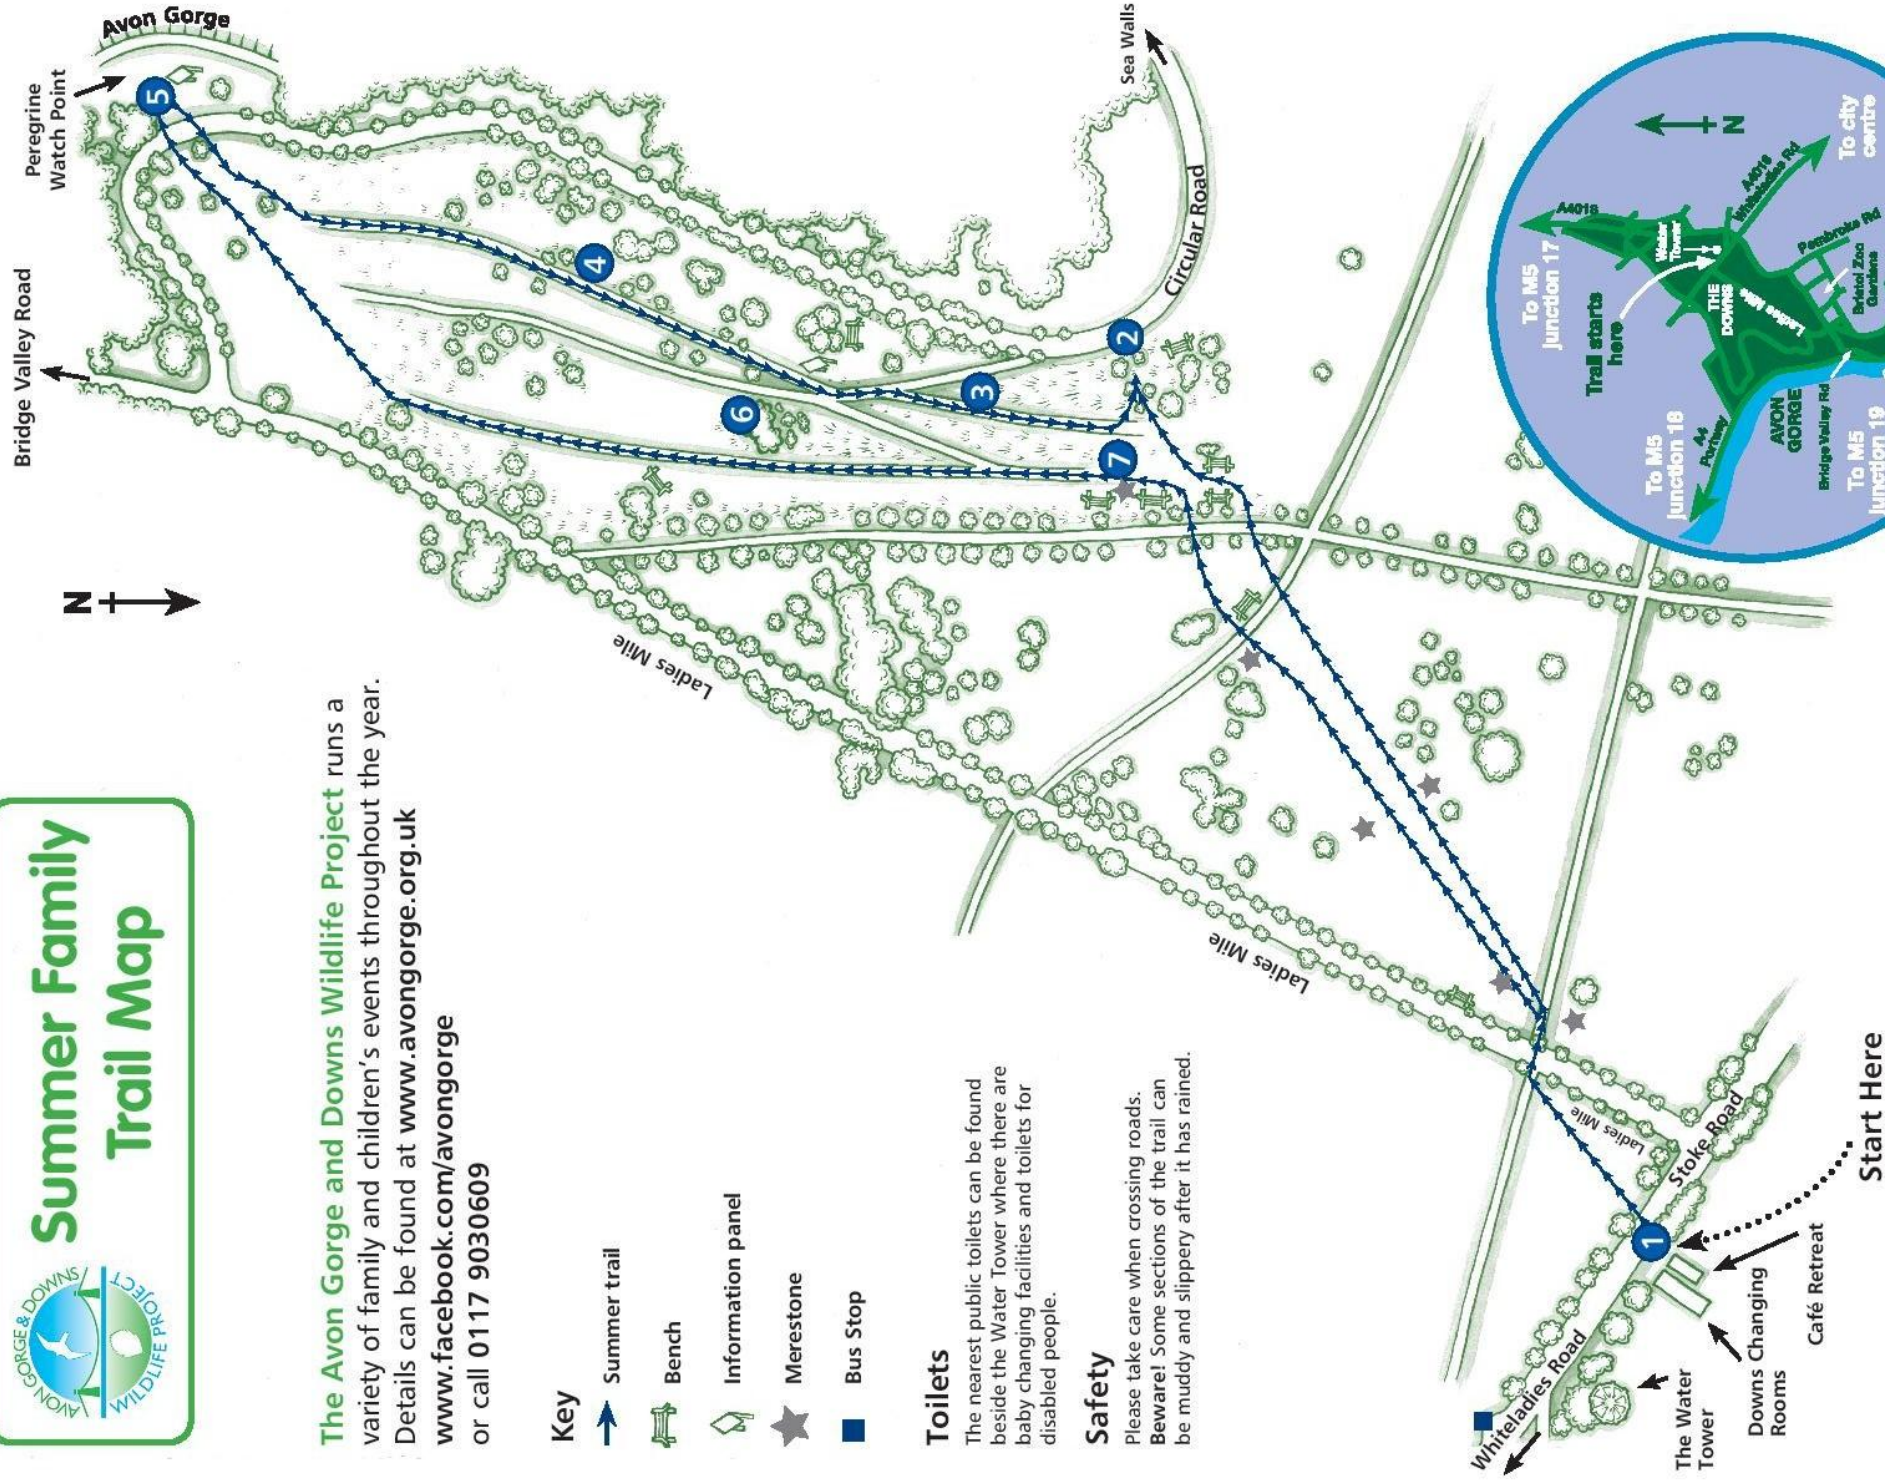 AVON GORGE & DOWNS
WILDLIFE PROJECT
Summer Family
Trail Map
The Avon Gorge and Downs Wildlife Project runs a
variety of family and children's events throughout the year.
Details can be found at www.avongorge.org.uk
www.facebook.com/avongorge
or call 0117 9030609
Key
Summer trail
Bench
Information panel
Merestone
Bus Stop
Toilets
The nearest public toilets can be found
beside the Water Tower where there are
baby changing facilities and toilets for
disabled people.
Safety
Please take care when crossing roads.
Beware! Some sections of the trail can
be muddy and slippery after it has rained.
N
Bridge Valley Road
Peregrine
Watch Point
Avon Gorge
5
4
6
3
2
7
Circular Road
Sea Walls
Ladies Mile
Ladies Mile
Ladies Mile
Stoke Road
1
Whiteladies Road
The Water
Tower
Downs Changing
Rooms
Café Retreat
Start Here
To M5
Junction 17
A4018
N
Trail starts
here
Water
Tower
A4018
Whiteladies Rd
To city
centre
THE
DOWNS
Ladies Mile
Pembroke Rd
Bristol Zoo
Gardens
To M5
Junction 18
A4
Portway
AVON
GORGE
Bridge Valley Rd
To M5
Junction 19